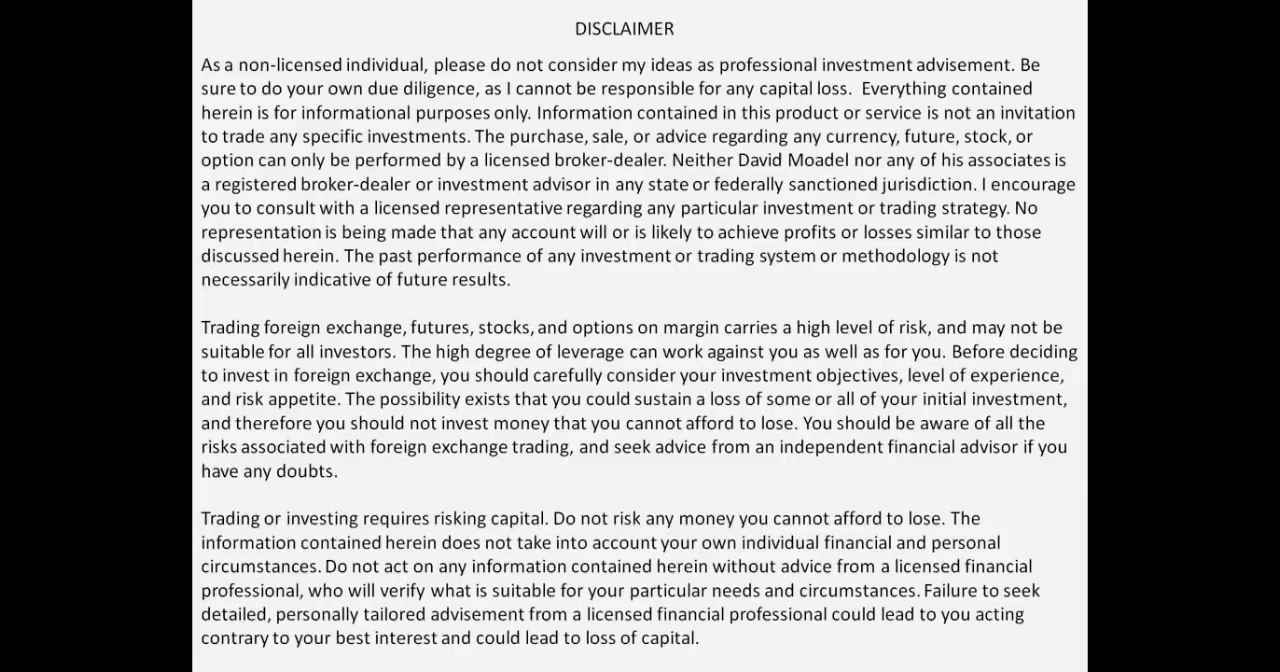 DISCLAIMER
As a non-licensed individual, please do not consider my ideas as professional investment advisement. Be
sure to do your own due diligence, as I cannot be responsible for any capital loss.  Everything contained
herein is for informational purposes only. Information contained in this product or service is not an invitation
to trade any specific investments. The purchase, sale, or advice regarding any currency, future, stock, or
option can only be performed by a licensed broker-dealer. Neither David Moadel nor any of his associates is
a registered broker-dealer or investment advisor in any state or federally sanctioned jurisdiction. I encourage
you to consult with a licensed representative regarding any particular investment or trading strategy. No
representation is being made that any account will or is likely to achieve profits or losses similar to those
discussed herein. The past performance of any investment or trading system or methodology is not
necessarily indicative of future results.
Trading foreign exchange, futures, stocks, and options on margin carries a high level of risk, and may not be
suitable for all investors. The high degree of leverage can work against you as well as for you. Before deciding
to invest in foreign exchange, you should carefully consider your investment objectives, level of experience,
and risk appetite. The possibility exists that you could sustain a loss of some or all of your initial investment,
and therefore you should not invest money that you cannot afford to lose. You should be aware of all the
risks associated with foreign exchange trading, and seek advice from an independent financial advisor if you
have any doubts.
Trading or investing requires risking capital. Do not risk any money you cannot afford to lose. The
information contained herein does not take into account your own individual financial and personal
circumstances. Do not act on any information contained herein without advice from a licensed financial
professional, who will verify what is suitable for your particular needs and circumstances. Failure to seek
detailed, personally tailored advisement from a licensed financial professional could lead to you acting
contrary to your best interest and could lead to loss of capital.